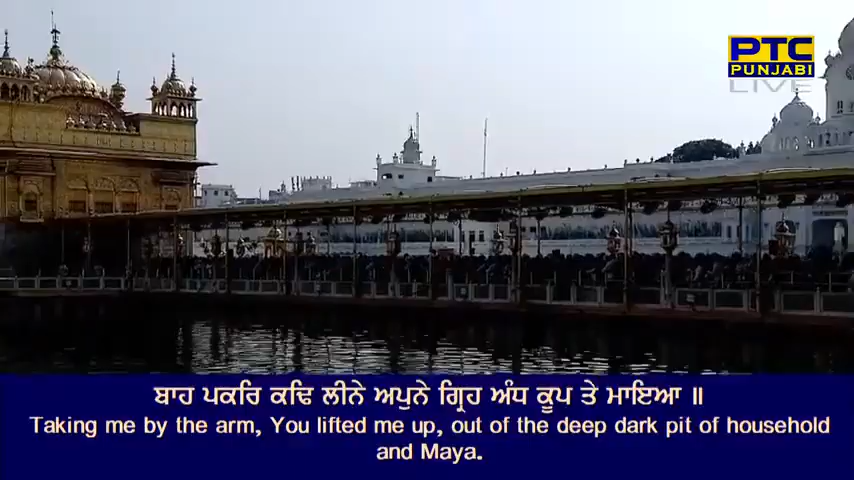 PTC
PUNJABI
LIVE
ਬਾਹ ਪਕਰਿ ਕਢਿ ਲੀਨੇ ਅਪੁਨੇ ਗ੍ਰਿਹ ਅੰਧ ਕੂਪ ਤੇ ਮਾਇਆ ॥
Taking me by the arm, You lifted me up, out of the deep dark pit of household
and Maya.